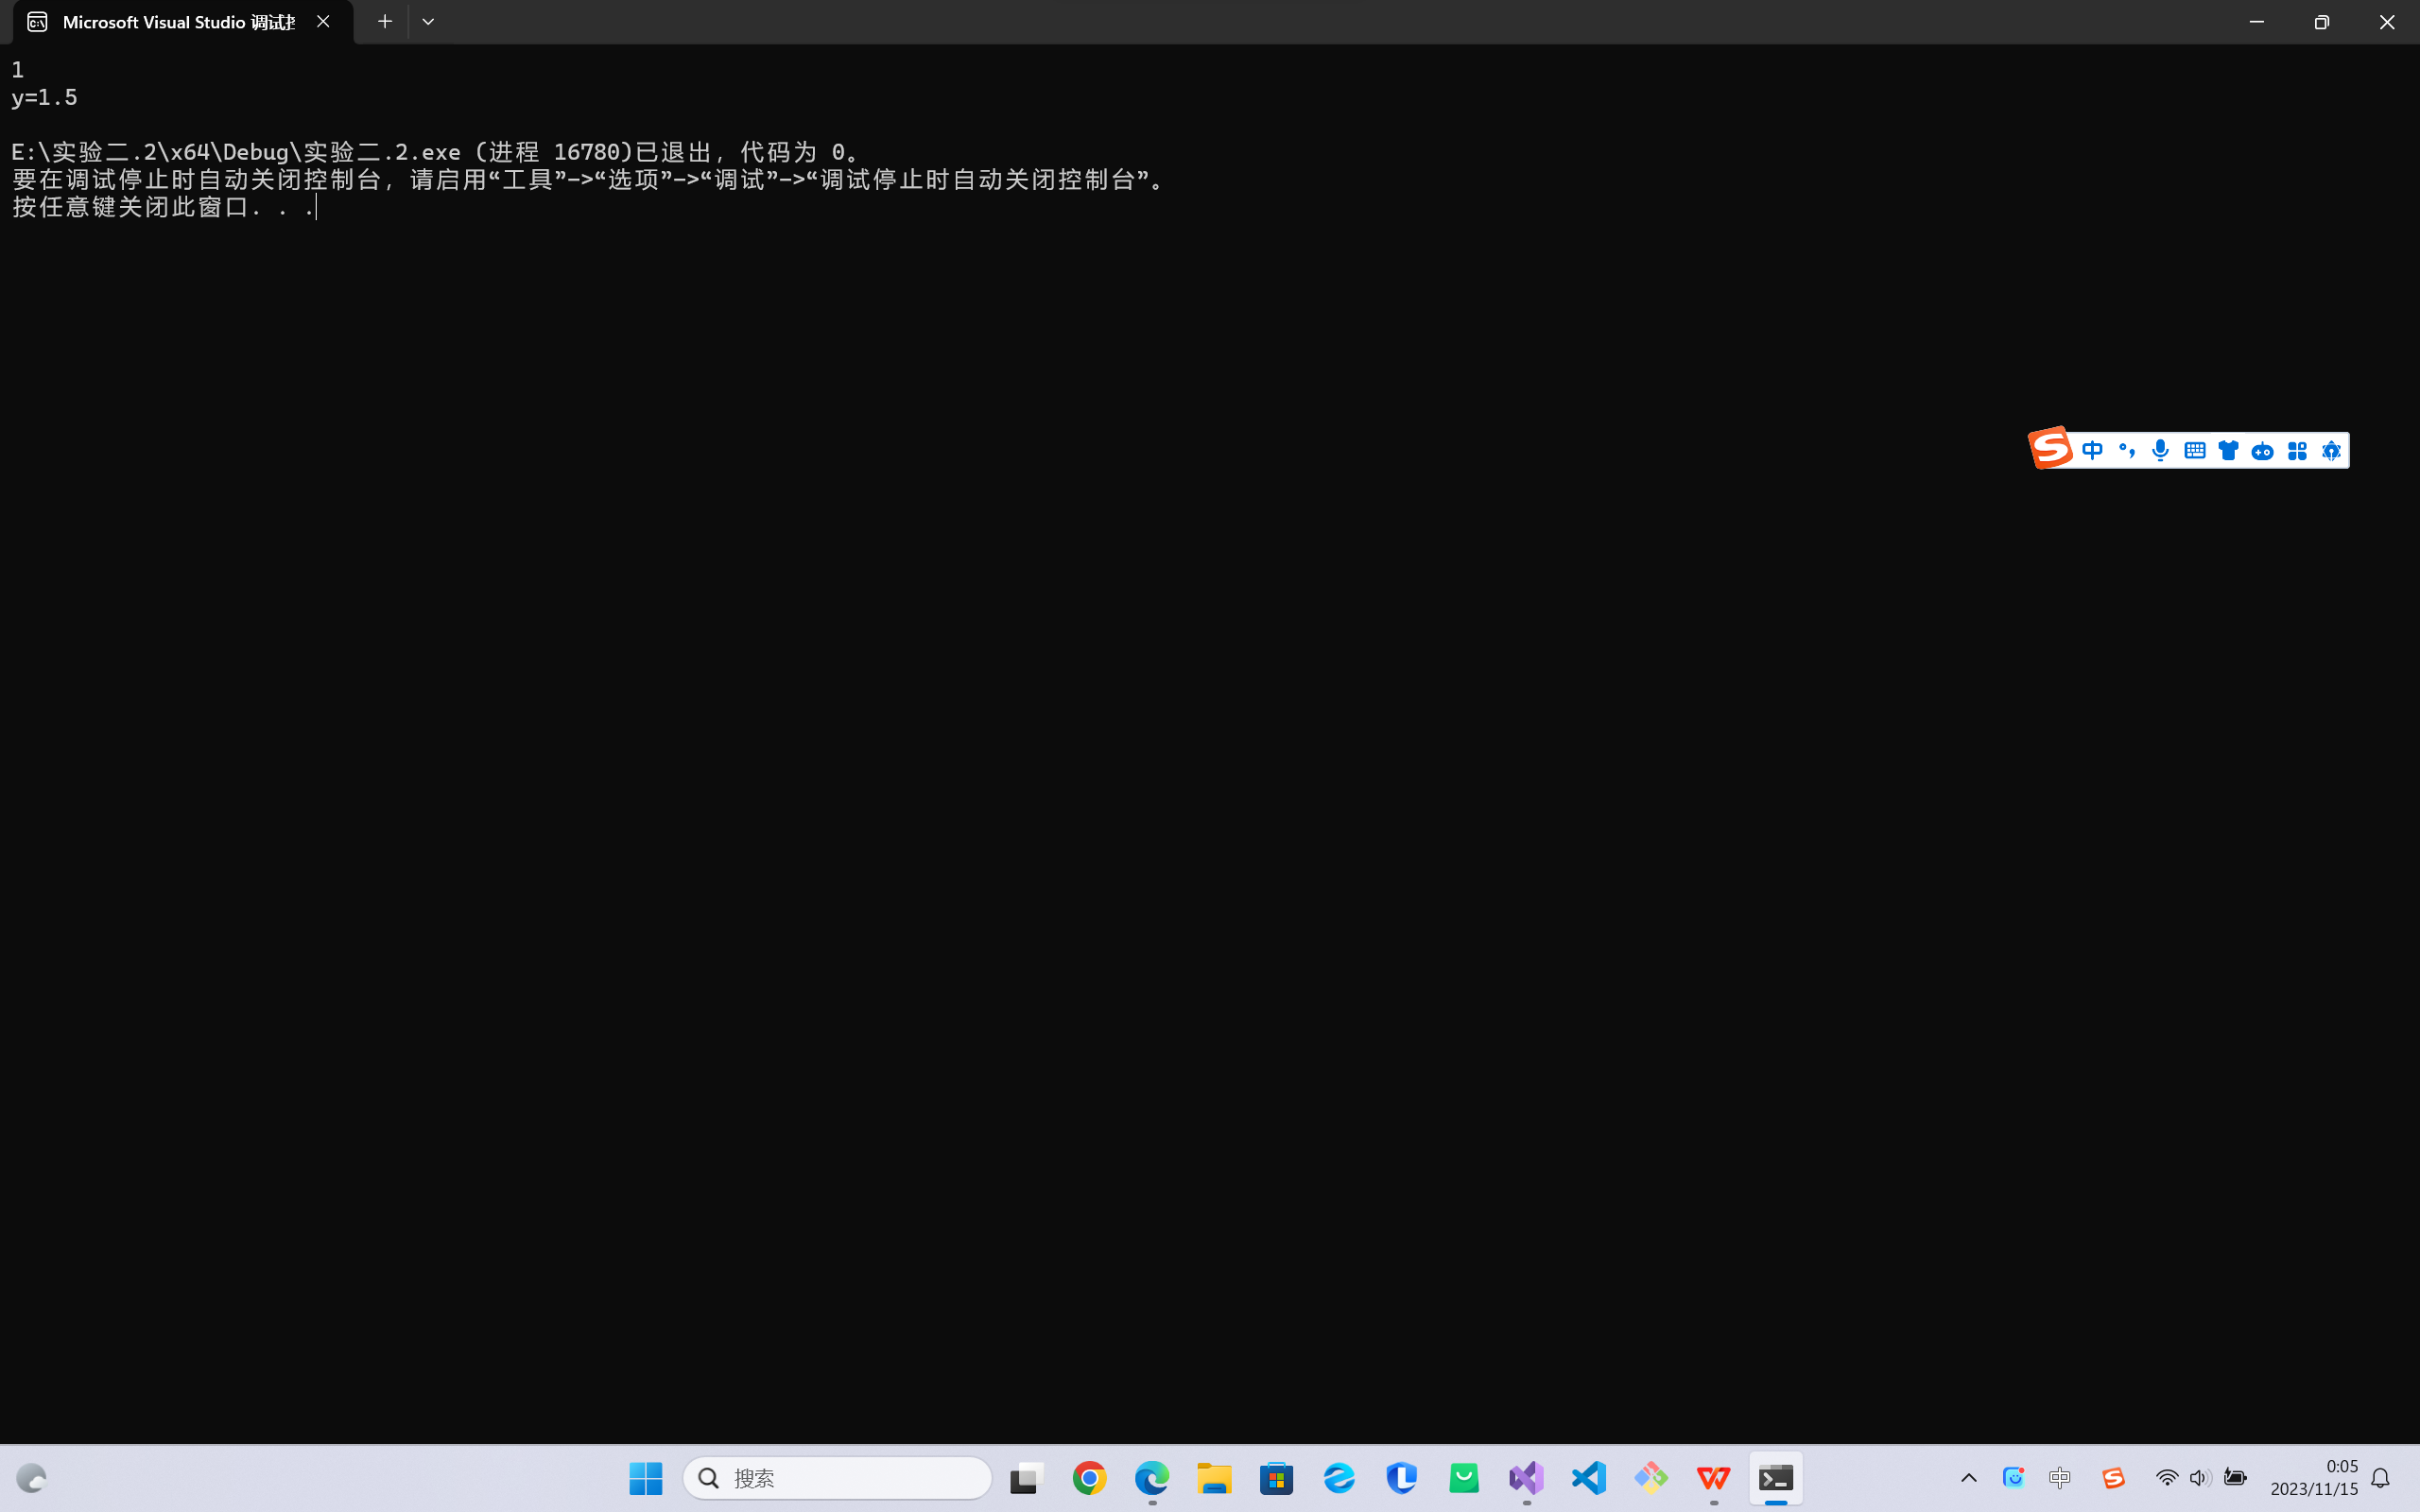 Microsoft Visual Studio 调试
1
y=1.5
E:\实验二.2\x64\Debug\实验二.2.exe (进程 16780)已退出，代码为 0。
要在调试停止时自动关闭控制台，请启用“工具”->“选项”->“调试”->“调试停止时自动关闭控制台”。
按任意键关闭此窗口. . .
中
搜索
中
0:05
2023/11/15